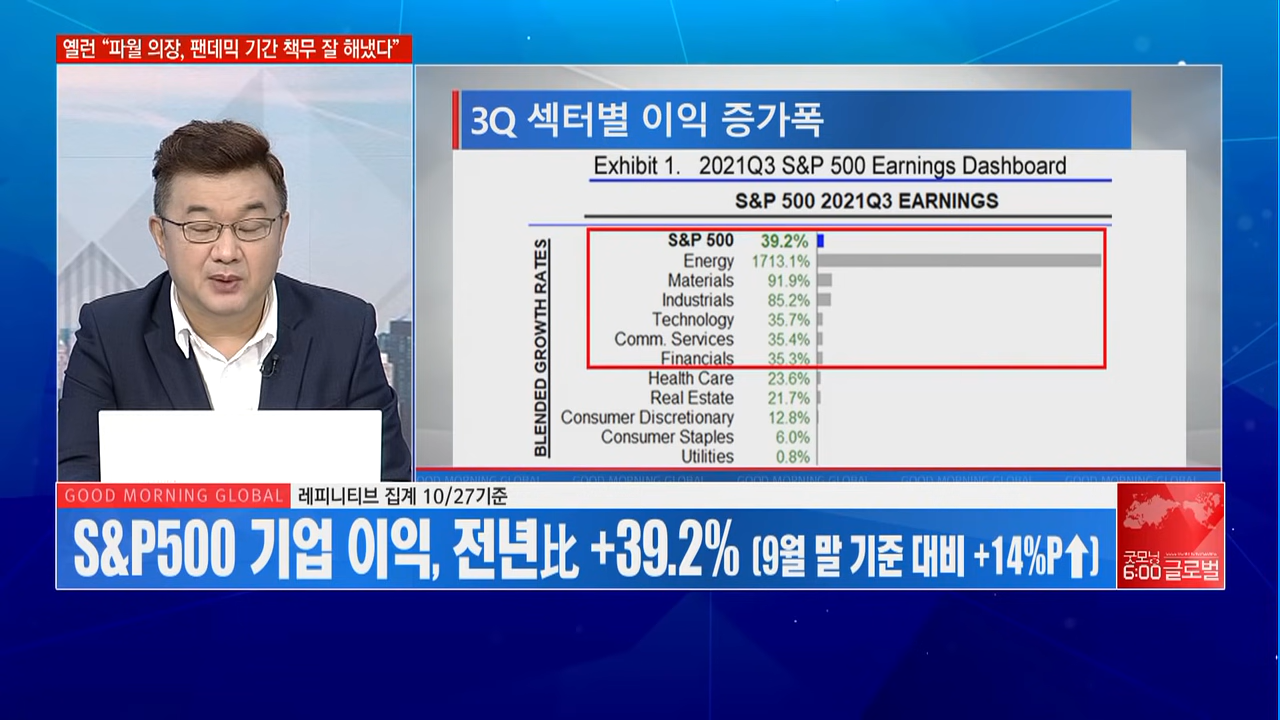 옐런 “파월 의장, 팬데믹 기간 책무 잘 해냈다”
3Q 섹터별 이익 증가폭
Exhibit 1. 2021Q3 S&P 500 Earnings Dashboard
S&P 500 2021Q3 EARNINGS
BLENDED GROWTH RATES
S&P 500 39.2%
Energy 1713.1%
Materials 91.9%
Industrials 85.2%
Technology 35.7%
Comm. Services 35.4%
Financials 35.3%
Health Care 23.6%
Real Estate 21.7%
Consumer Discretionary 12.8%
Consumer Staples 6.0%
Utilities 0.8%
GOOD MORNING GLOBAL 레피니티브 집계 10/27기준
S&P500 기업 이익, 전년比 +39.2% (9월 말 기준 대비 +14%P↑)
굿모닝
6:00 글로벌